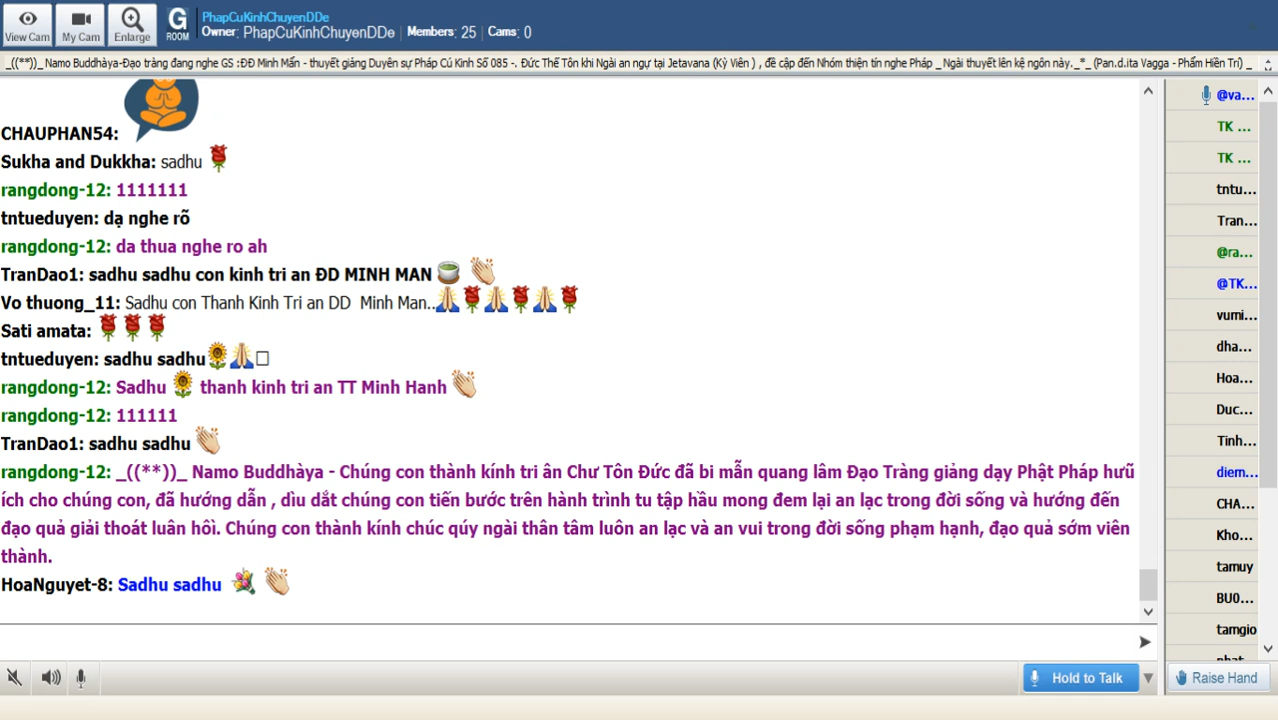 View Cam
My Cam
Enlarge
G
ROOM
PhapCuKinhChuyenDDe
Owner: PhapCuKinhChuyenDDe Members: 25 Cams: 0
_((**))_ Namo Buddhàya-Đạo tràng đang nghe GS :ĐĐ Minh Mẫn - thuyết giảng Duyên sự Pháp Cú Kinh Số 085 -. Đức Thế Tôn khi Ngài an ngự tại Jetavana (Kỳ Viên ) , đề cập đến Nhóm thiện tín nghe Pháp _ Ngài thuyết lên kệ ngôn này._*_ (Pan.d.ita Vagga - Phẩm Hiền Trí) _
CHAUPHAN54:
Sukha and Dukkha: sadhu
rangdong-12: 1111111
tntueduyen: dạ nghe rõ
rangdong-12: da thua nghe ro ah
TranDao1: sadhu sadhu con kinh tri an ĐD MINH MAN
Vo thuong_11: Sadhu con Thanh Kinh Tri an DD Minh Man..
Sati amata:
tntueduyen: sadhu sadhu
rangdong-12: Sadhu thanh kinh tri an TT Minh Hanh
rangdong-12: 111111
TranDao1: sadhu sadhu
rangdong-12: _((**))_ Namo Buddhàya - Chúng con thành kính tri ân Chư Tôn Đức đã bi mẫn quang lâm Đạo Tràng giảng dạy Phật Pháp hưũ
ích cho chúng con, đã hướng dẫn , dìu dắt chúng con tiến bước trên hành trình tu tập hầu mong đem lại an lạc trong đời sống và hướng đến
đạo quả giải thoát luân hồi. Chúng con thành kính chúc qúy ngài thân tâm luôn an lạc và an vui trong đời sống phạm hạnh, đạo quả sớm viên
thành.
HoaNguyet-8: Sadhu sadhu
@va...
TK ...
TK ...
tntu...
Tran...
@ra...
@TK...
vumi...
dha...
Hoa...
Duc...
Tinh...
diem...
CHA...
Kho...
tamuy
BU0...
tamgio
Hold to Talk
Raise Hand